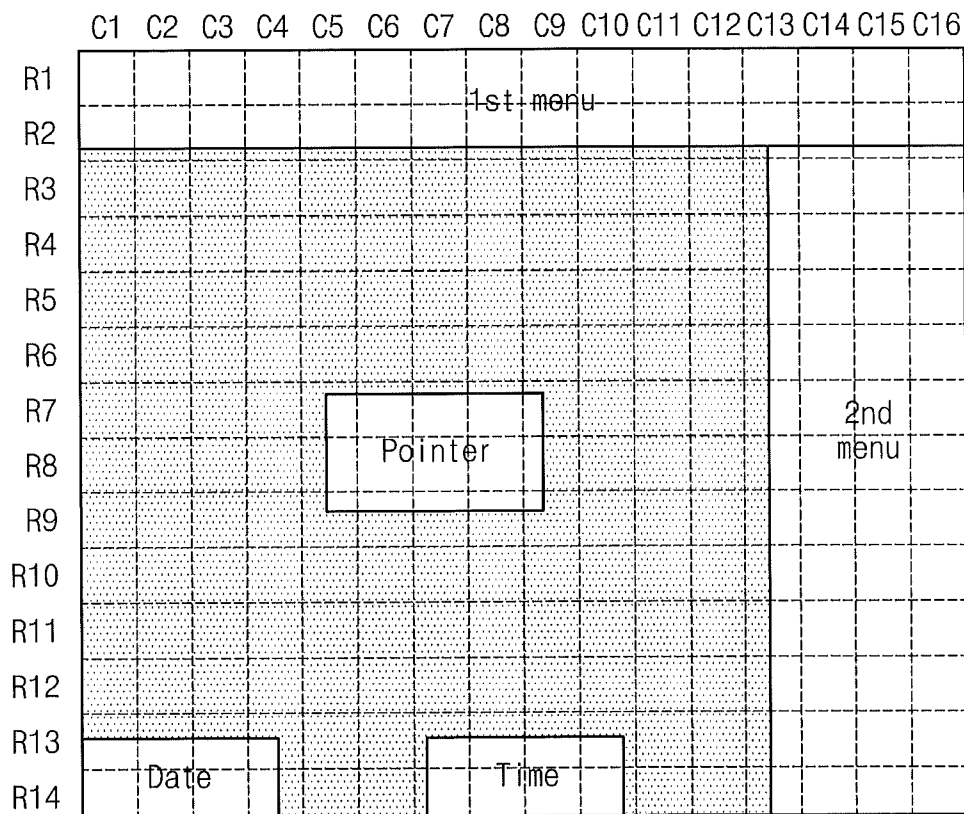 C1 C2 C3 C4 C5 C6 C7 C8 C9 C10 C11 C12 C13 C14 C15 C16
R1
1st menu
R2
R3
R4
R5
R6
R7
2nd
menu
Pointer
R8
R9
R10
R11
R12
R13
Date
Time
R14